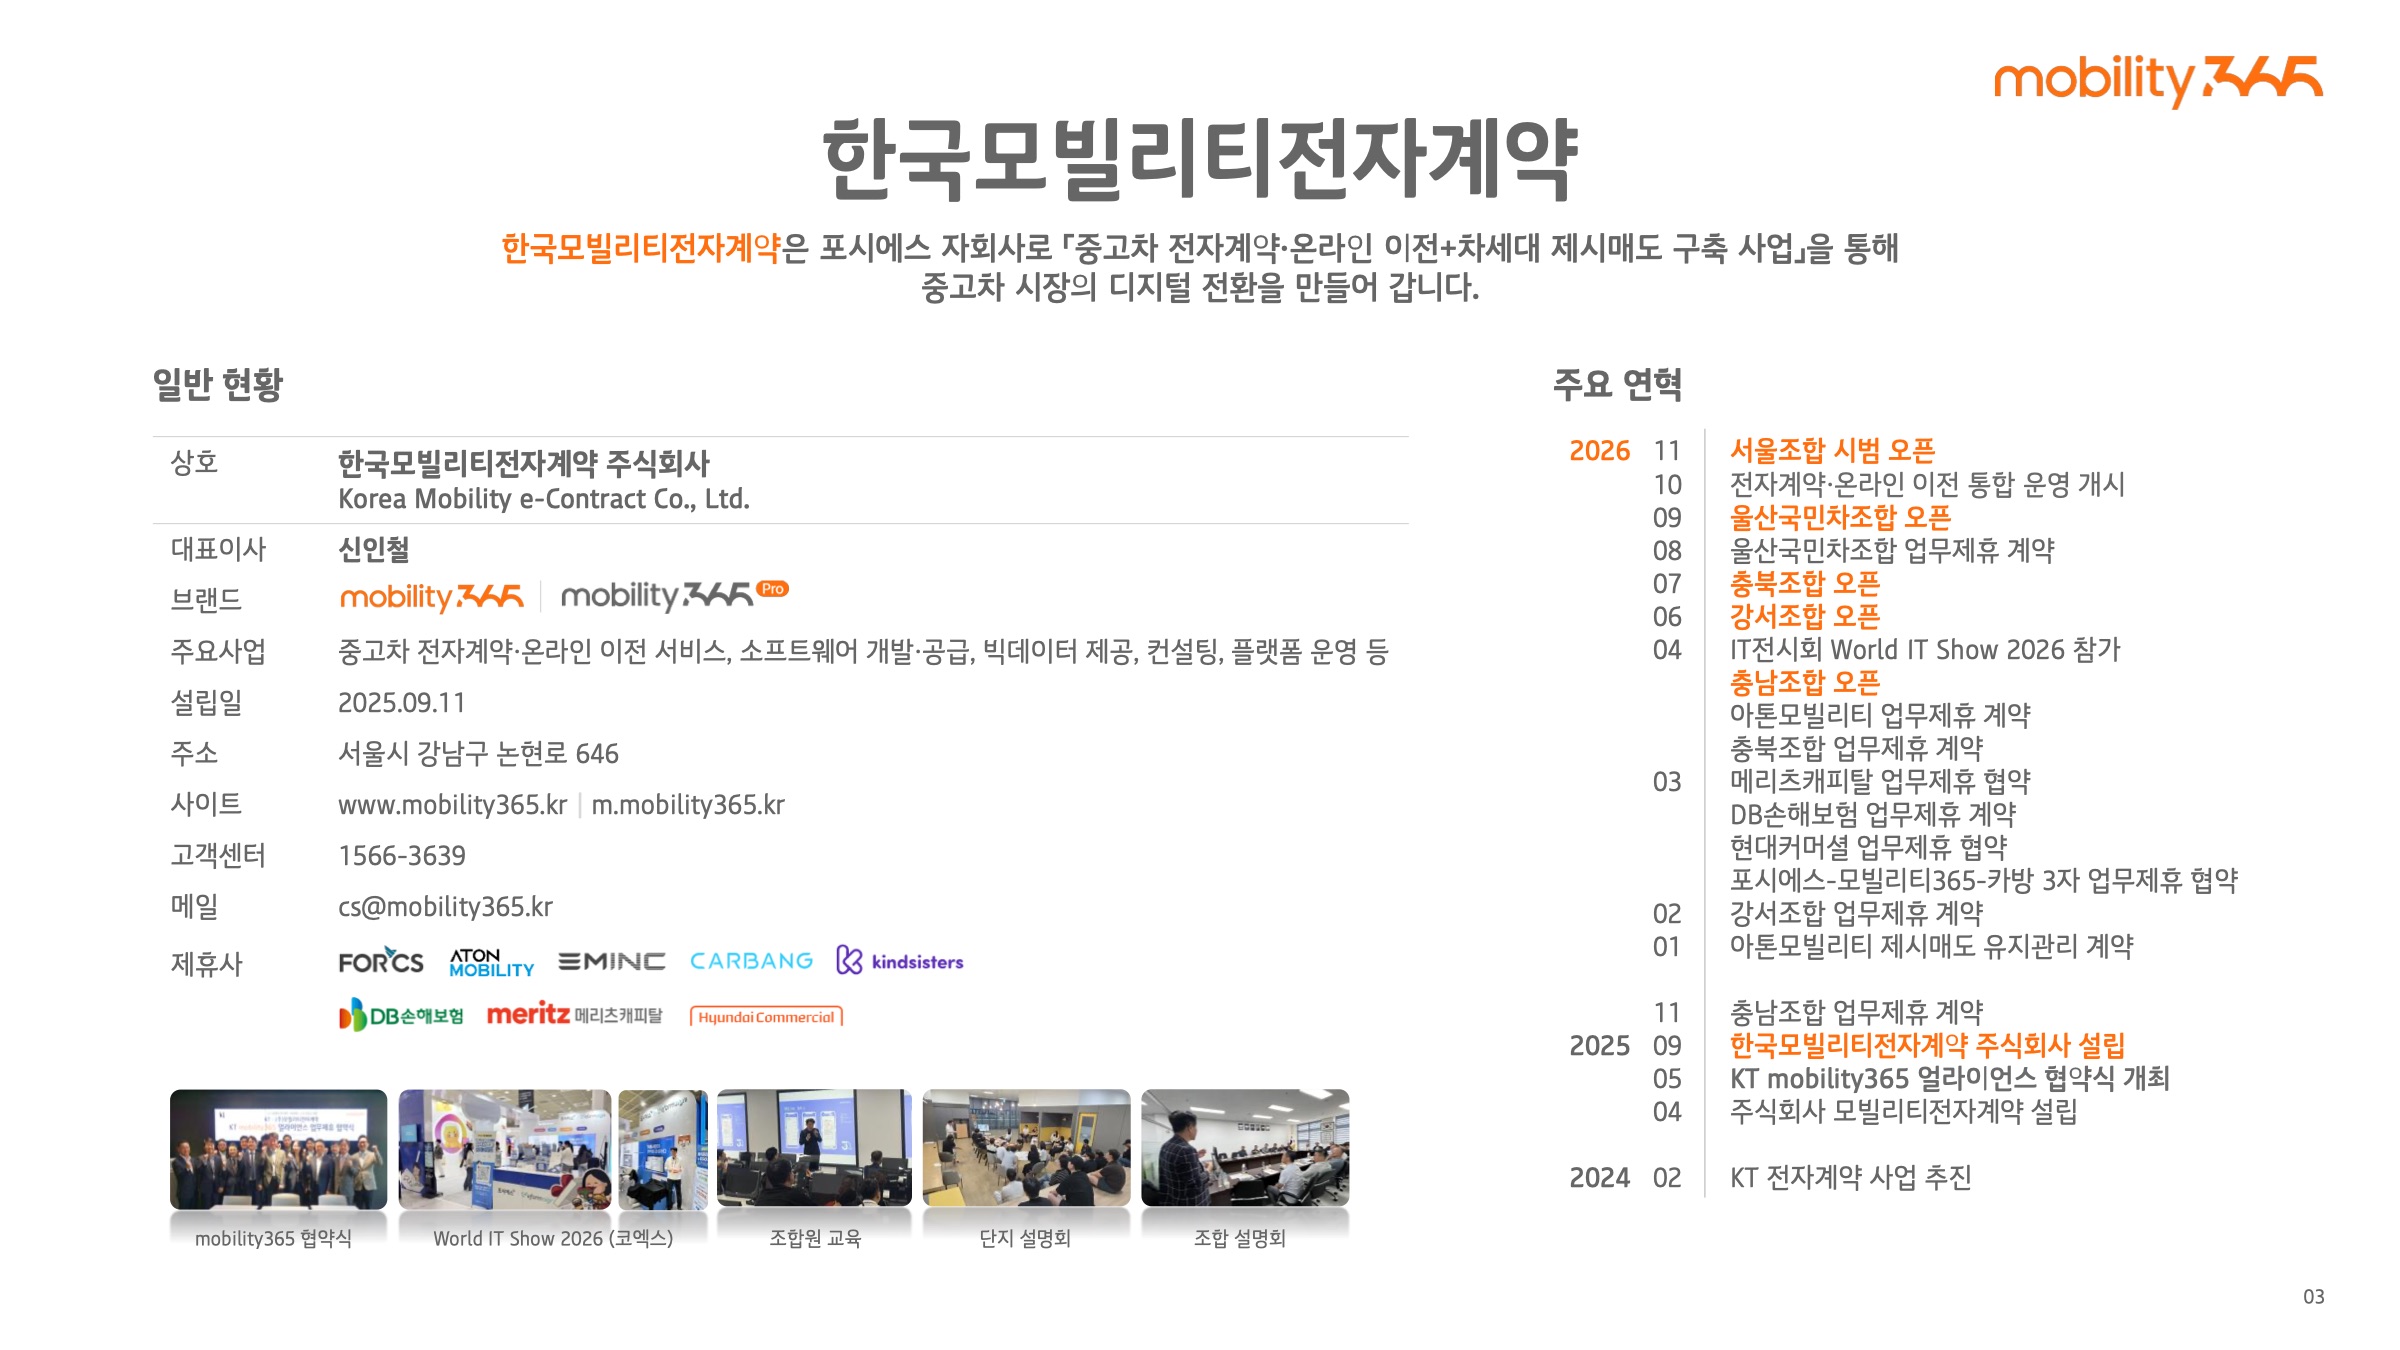 mobility365
한국모빌리티전자계약
한국모빌리티전자계약은 포시에스 자회사로 「중고차 전자계약·온라인 이전+차세대 제시매도 구축 사업」을 통해
중고차 시장의 디지털 전환을 만들어 갑니다.
일반 현황
상호 한국모빌리티전자계약 주식회사
Korea Mobility e-Contract Co., Ltd.
대표이사 신인철
브랜드 mobility365 | mobility365 Pro
주요사업 중고차 전자계약·온라인 이전 서비스, 소프트웨어 개발·공급, 빅데이터 제공, 컨설팅, 플랫폼 운영 등
설립일 2025.09.11
주소 서울시 강남구 논현로 646
사이트 www.mobility365.kr | m.mobility365.kr
고객센터 1566-3639
메일 cs@mobility365.kr
제휴사 FORCS ATON MOBILITY EMINC CARBANG kindsisters
DB손해보험 meritz 메리츠캐피탈 Hyundai Commercial
mobility365 협약식
World IT Show 2026 (코엑스)
조합원 교육
단지 설명회
조합 설명회
주요 연혁
2026 11 서울조합 시범 오픈
10 전자계약·온라인 이전 통합 운영 개시
09 울산국민차조합 오픈
08 울산국민차조합 업무제휴 계약
07 충북조합 오픈
06 강서조합 오픈
04 IT전시회 World IT Show 2026 참가
충남조합 오픈
아톤모빌리티 업무제휴 계약
충북조합 업무제휴 계약
03 메리츠캐피탈 업무제휴 협약
DB손해보험 업무제휴 계약
현대커머셜 업무제휴 협약
포시에스-모빌리티365-카방 3자 업무제휴 협약
02 강서조합 업무제휴 계약
01 아톤모빌리티 제시매도 유지관리 계약
11 충남조합 업무제휴 계약
2025 09 한국모빌리티전자계약 주식회사 설립
05 KT mobility365 얼라이언스 협약식 개최
04 주식회사 모빌리티전자계약 설립
2024 02 KT 전자계약 사업 추진
03